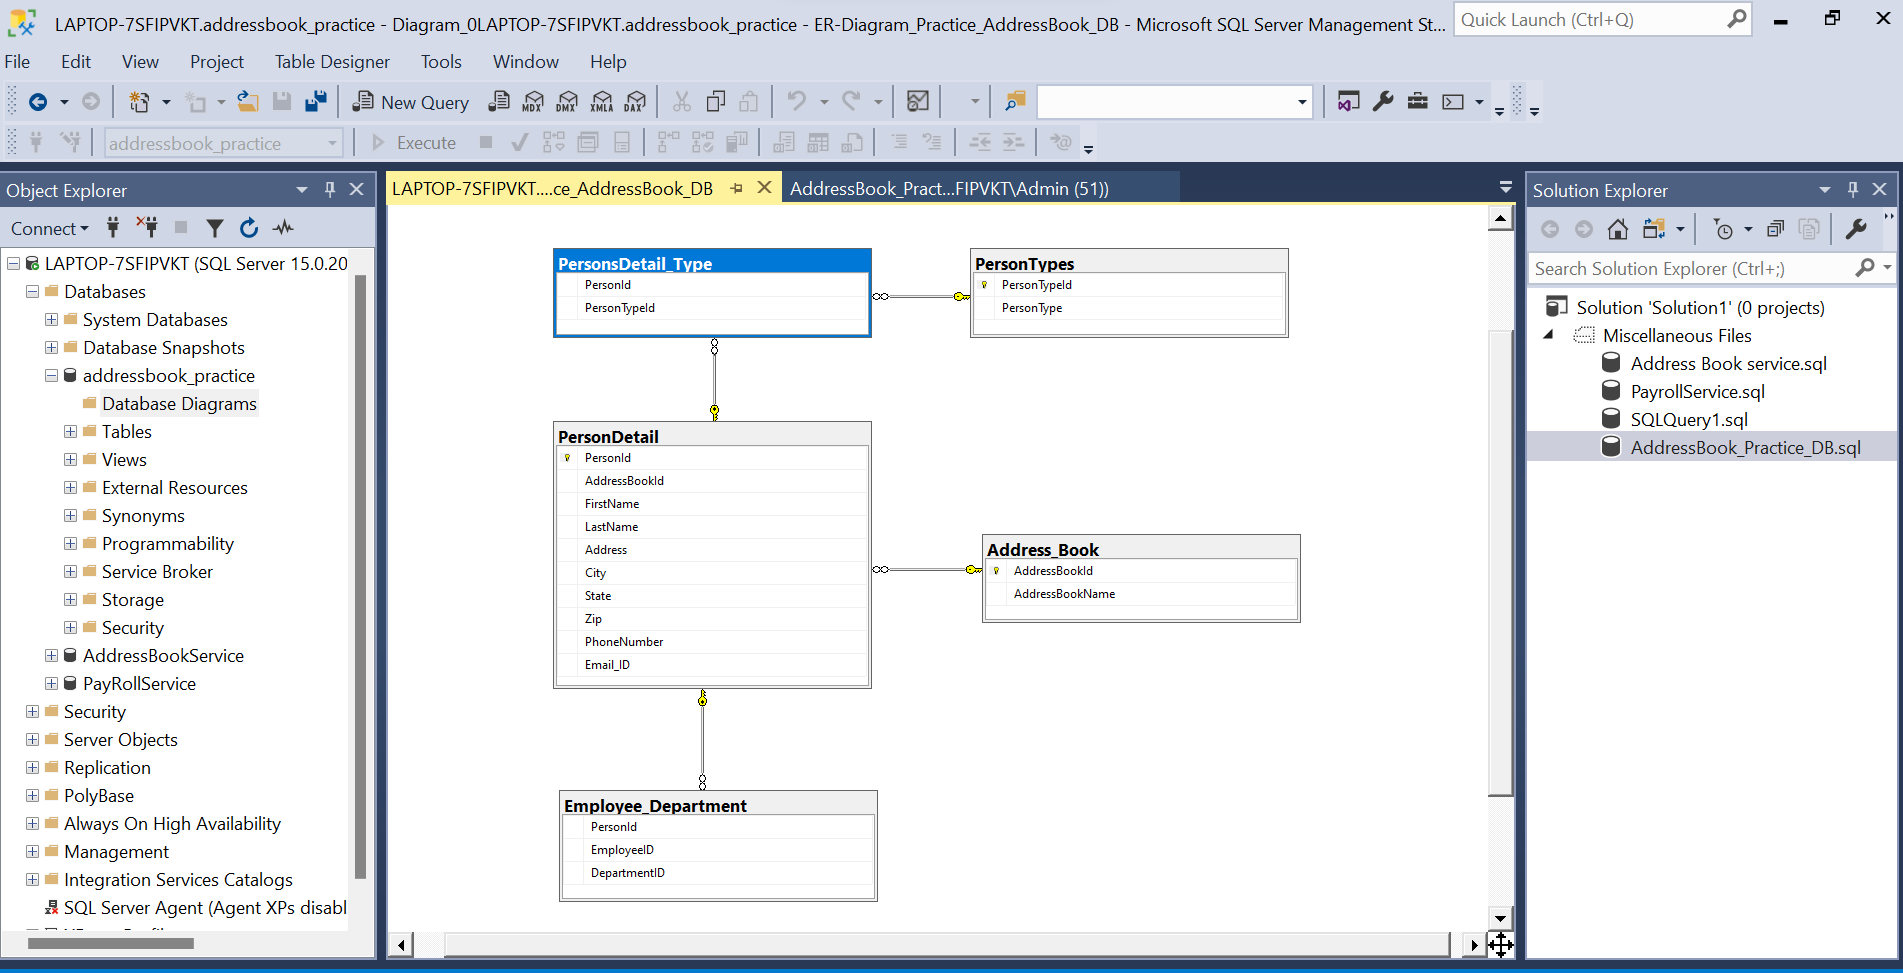 LAPTOP-7SFIPVKT.addressbook_practice - Diagram_0LAPTOP-7SFIPVKT.addressbook_practice - ER-Diagram_Practice_AddressBook_DB - Microsoft SQL Server Management St...
Quick Launch (Ctrl+Q)
File Edit View Project Table Designer Tools Window Help
New Query MDX DMX XMLA DAX
addressbook_practice Execute
Object Explorer
Connect
LAPTOP-7SFIPVKT (SQL Server 15.0.20
Databases
System Databases
Database Snapshots
addressbook_practice
Database Diagrams
Tables
Views
External Resources
Synonyms
Programmability
Service Broker
Storage
Security
AddressBookService
PayRollService
Security
Server Objects
Replication
PolyBase
Always On High Availability
Management
Integration Services Catalogs
SQL Server Agent (Agent XPs disabl
LAPTOP-7SFIPVKT....ce_AddressBook_DB
AddressBook_Pract...FIPVKT\Admin (51))
PersonsDetail_Type
PersonId
PersonTypeId
PersonTypes
PersonTypeId
PersonType
PersonDetail
PersonId
AddressBookId
FirstName
LastName
Address
City
State
Zip
PhoneNumber
Email_ID
Address_Book
AddressBookId
AddressBookName
Employee_Department
PersonId
EmployeeID
DepartmentID
Solution Explorer
Search Solution Explorer (Ctrl+;)
Solution 'Solution1' (0 projects)
Miscellaneous Files
Address Book service.sql
PayrollService.sql
SQLQuery1.sql
AddressBook_Practice_DB.sql